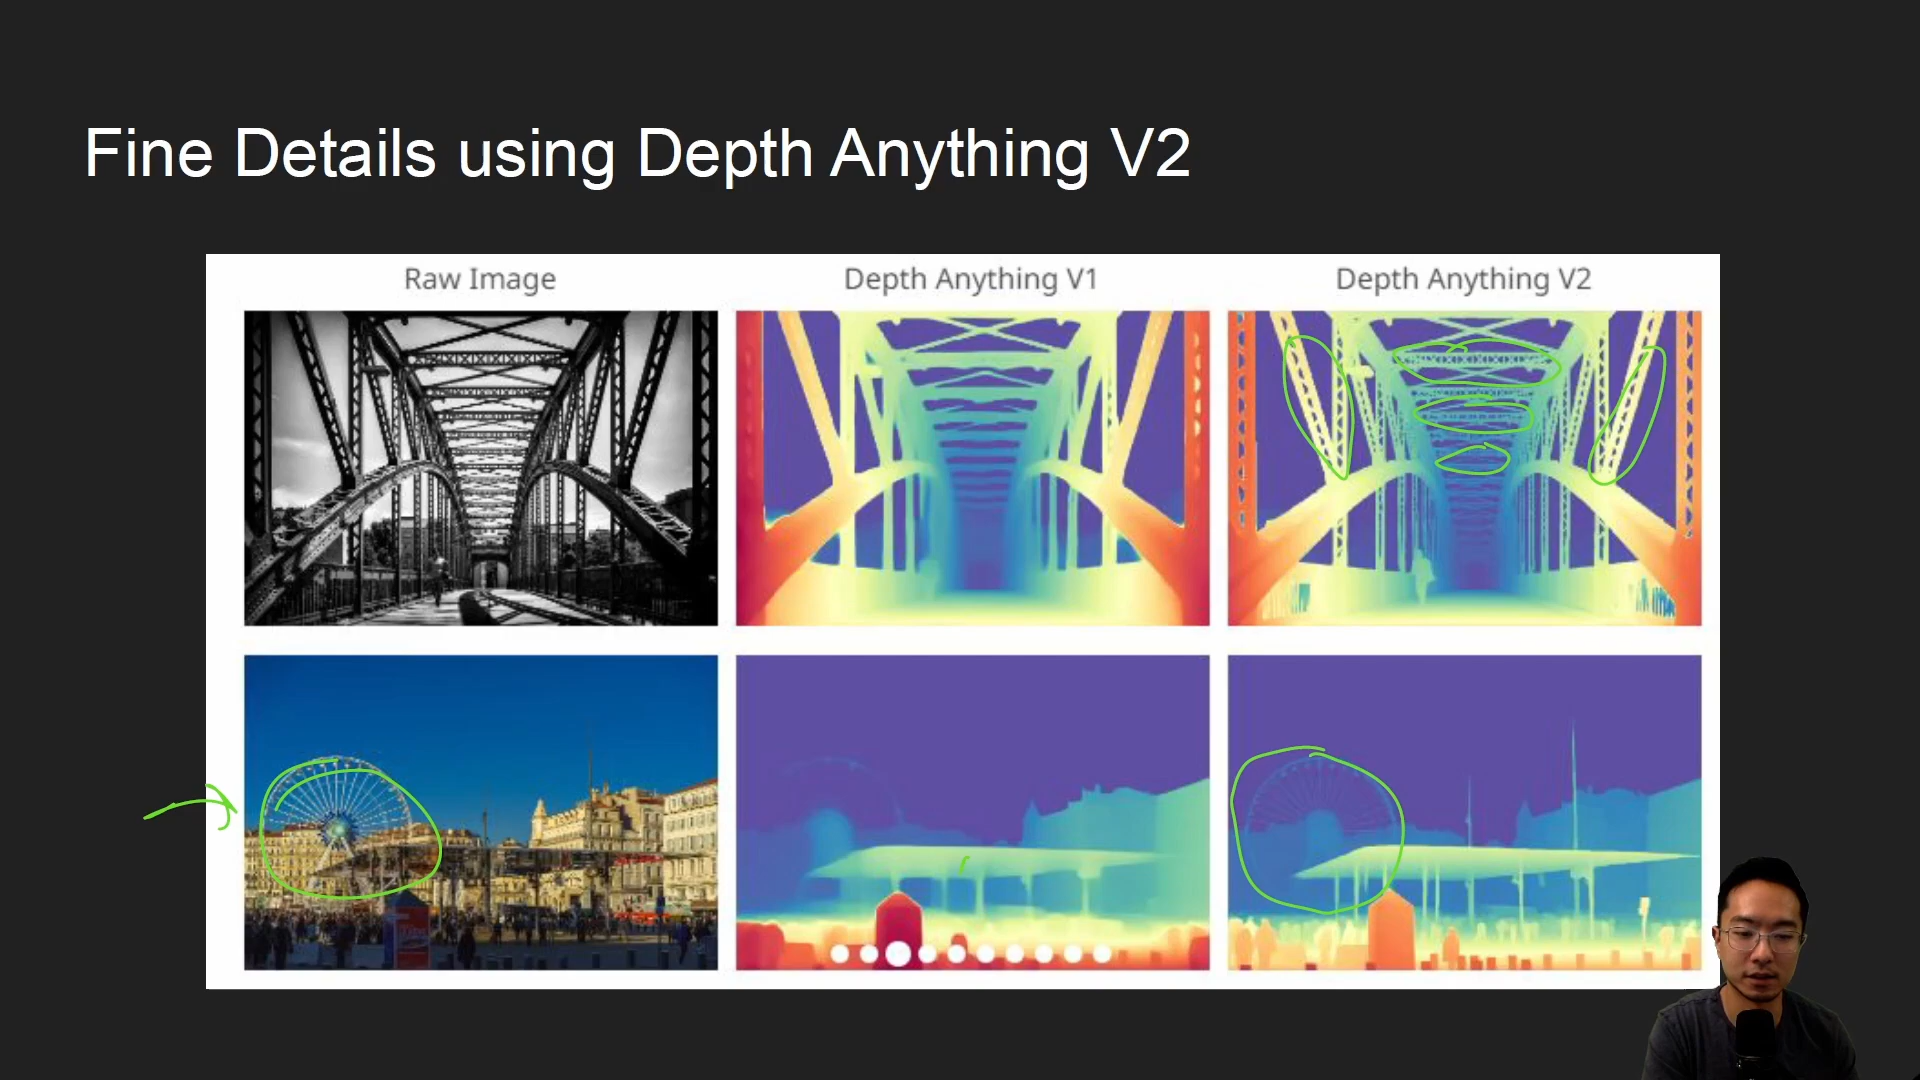 Fine Details using Depth Anything V2
Raw Image
Depth Anything V1
Depth Anything V2